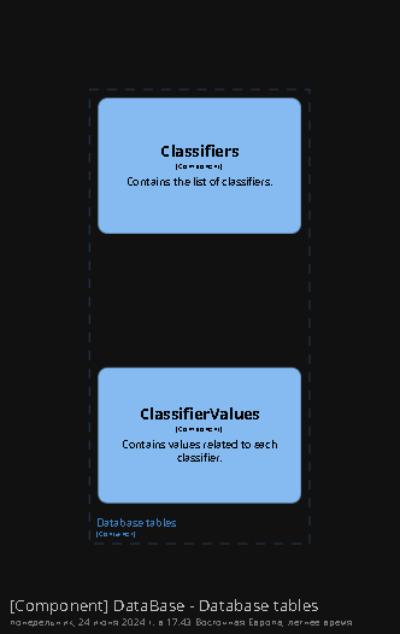 Classifiers
[Component]
Contains the list of classifiers.
ClassifierValues
[Component]
Contains values related to each
classifier.
Database tables
[Container]
[Component] DataBase - Database tables
понедельник, 24 июня 2024 г. в 17:43 Восточная Европа, летнее время